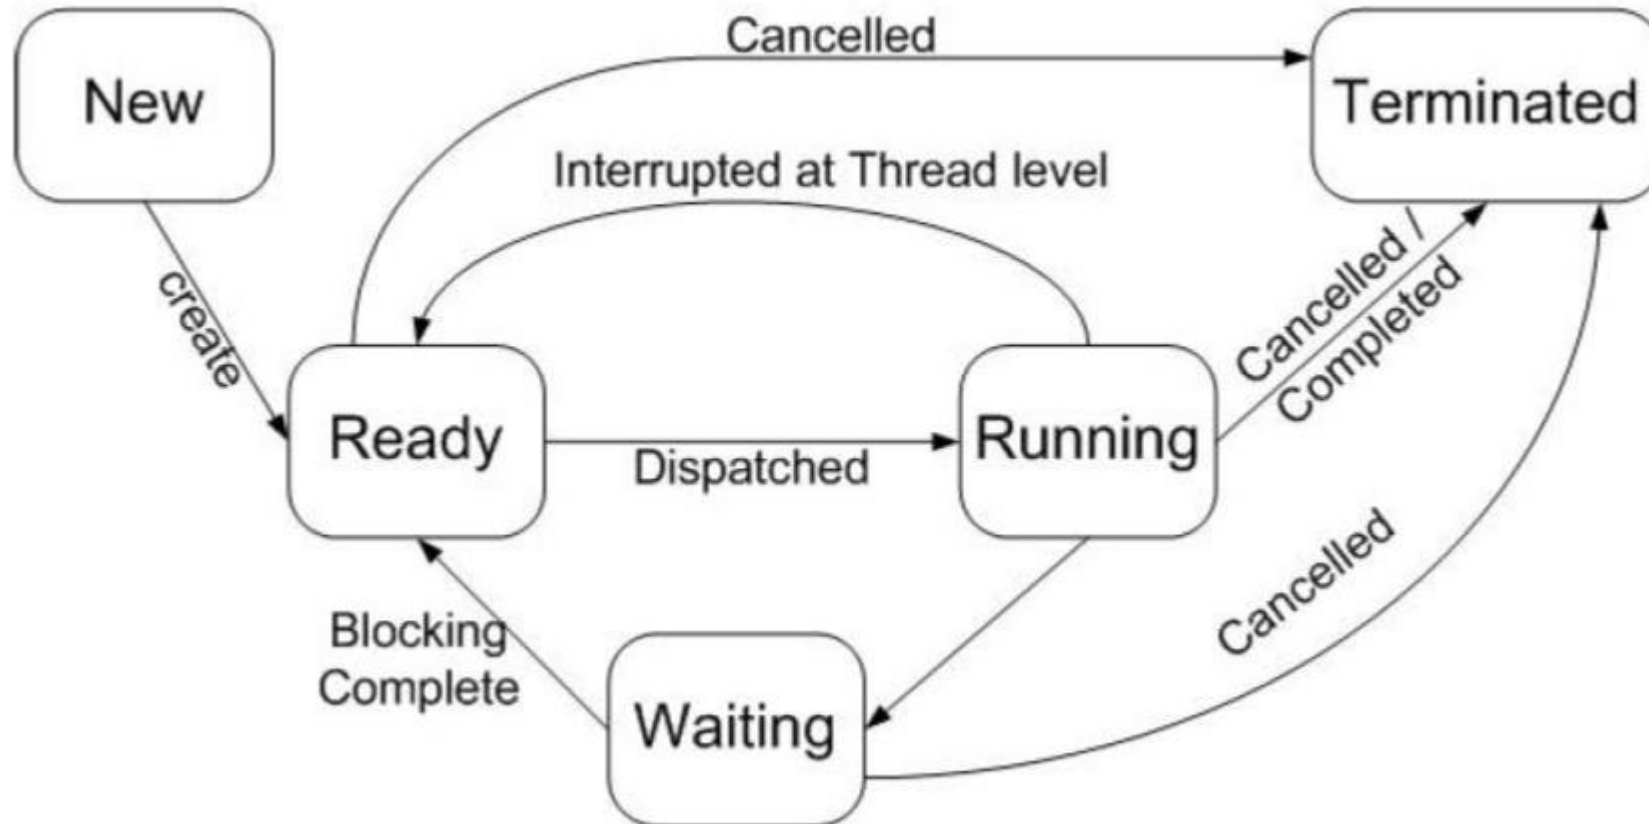 Cancelled
New
Terminated
Interrupted at Thread level
create
Cancelled /
Completed
Ready
Dispatched
Running
Cancelled
Blocking
Complete
Waiting